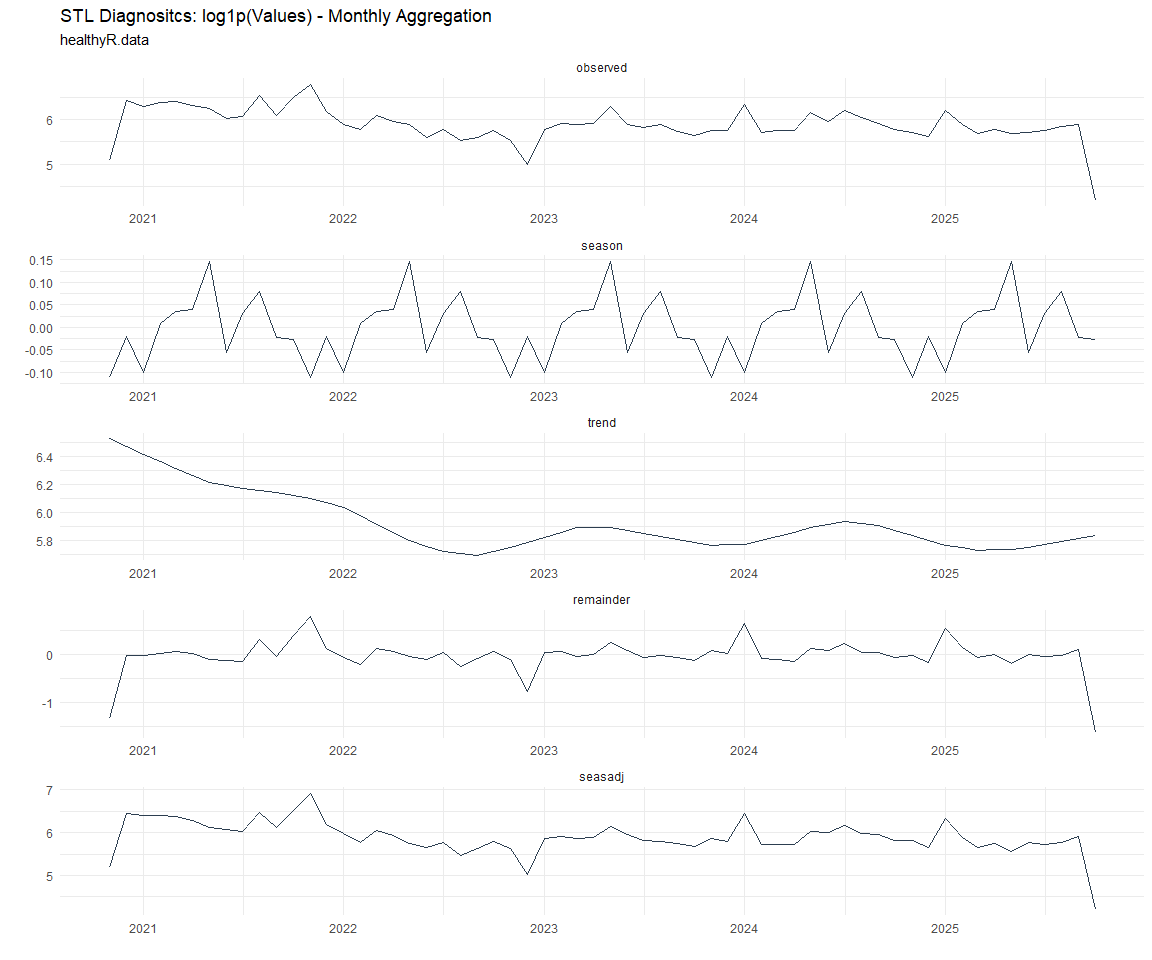 STL Diagnositcs: log1p(Values) - Monthly Aggregation
healthyR.data
observed
6
5
2021 2022 2023 2024 2025
season
0.15
0.10
0.05
0.00
-0.05
-0.10
2021 2022 2023 2024 2025
trend
6.4
6.2
6.0
5.8
2021 2022 2023 2024 2025
remainder
0
-1
2021 2022 2023 2024 2025
seasadj
7
6
5
2021 2022 2023 2024 2025